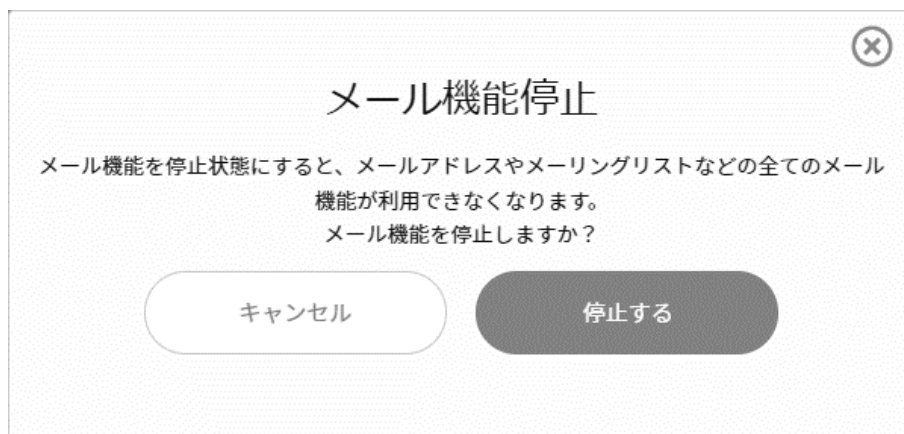 メール機能停止
メール機能を停止状態にすると、メールアドレスやメーリングリストなどの全てのメール
機能が利用できなくなります。
メール機能を停止しますか？
キャンセル
停止する